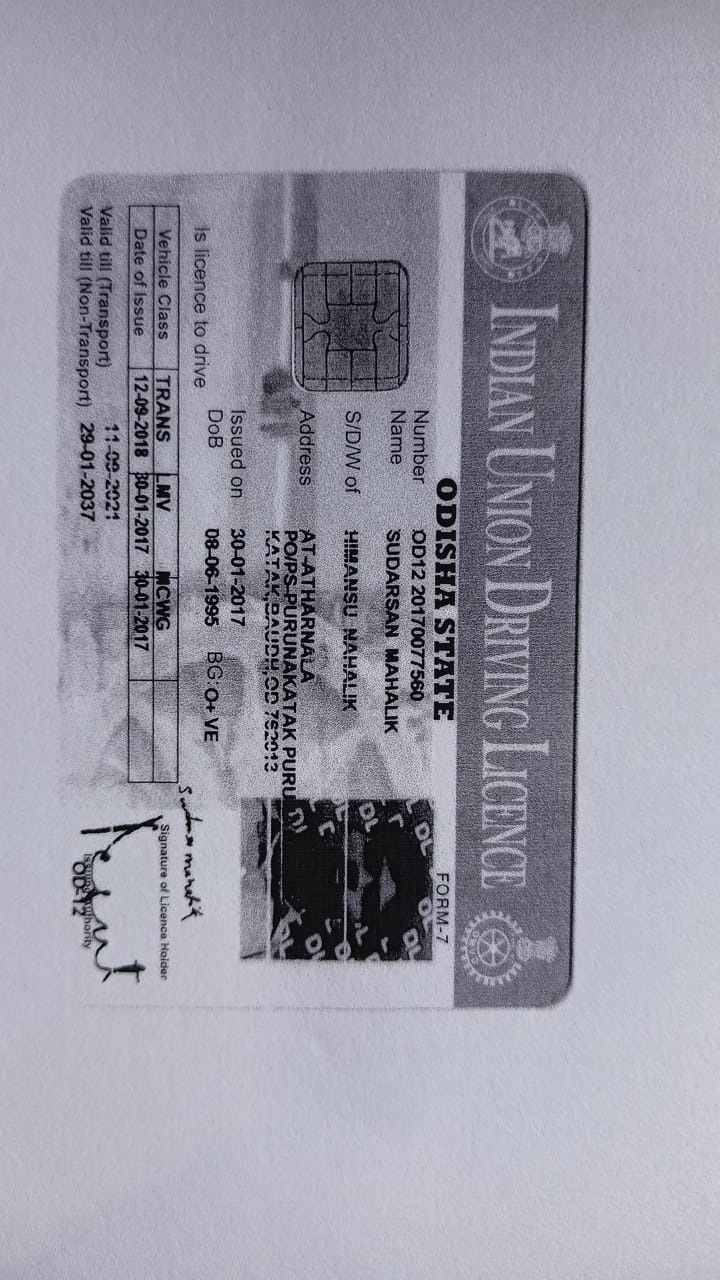 INDIAN UNION DRIVING LICENCE
ODISHA STATE
FORM-7
Number OD12 20170077560
Name SUDARSAN MAHALIK
S/D/W of HIMANSU MAHALIK
Address AT-ATHARNALA
PO/PS-PURUNAKATAK PURU
KATAK,BAUDH,OD 762013
Issued on 30-01-2017
DoB 08-06-1995 BG: O+ VE
Is licence to drive
Vehicle Class TRANS LMV MCWG
Date of Issue 12-09-2018 30-01-2017 30-01-2017
Valid till (Transport) 11-09-2021
Valid till (Non-Transport) 29-01-2037
Signature of Licence Holder
Issuing Authority
OD-12